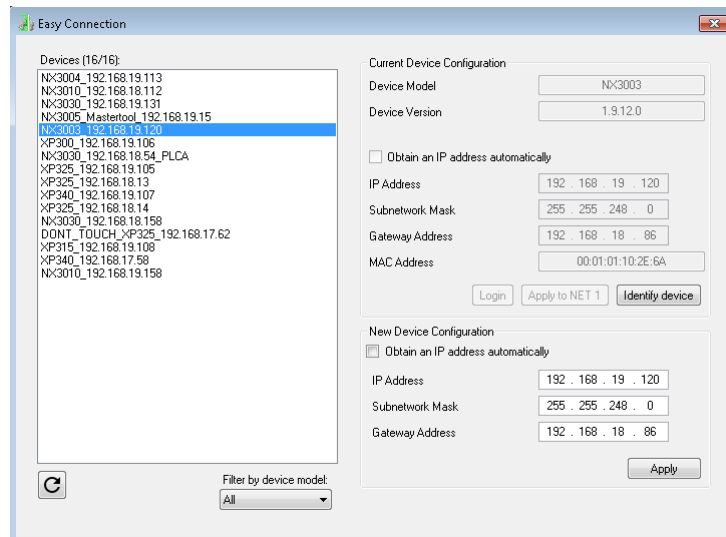 Easy Connection
Devices (16/16):
NX3004_192.168.19.113
NX3010_192.168.18.112
NX3030_192.168.19.131
NX3005_Mastertool_192.168.19.15
NX3003_192.168.19.120
XP300_192.168.19.106
NX3030_192.168.18.54_PLCA
XP325_192.168.19.105
XP325_192.168.18.13
XP340_192.168.19.107
XP325_192.168.18.14
NX3030_192.168.18.158
DONT_TOUCH_XP325_192.168.17.62
XP315_192.168.19.108
XP340_192.168.17.58
NX3010_192.168.19.158
Filter by device model:
All
Current Device Configuration
Device Model NX3003
Device Version 1.9.12.0
Obtain an IP address automatically
IP Address 192 . 168 . 19 . 120
Subnetwork Mask 255 . 255 . 248 . 0
Gateway Address 192 . 168 . 18 . 86
MAC Address 00:01:01:10:2E:6A
Login Apply to NET 1 Identify device
New Device Configuration
Obtain an IP address automatically
IP Address 192 . 168 . 19 . 120
Subnetwork Mask 255 . 255 . 248 . 0
Gateway Address 192 . 168 . 18 . 86
Apply